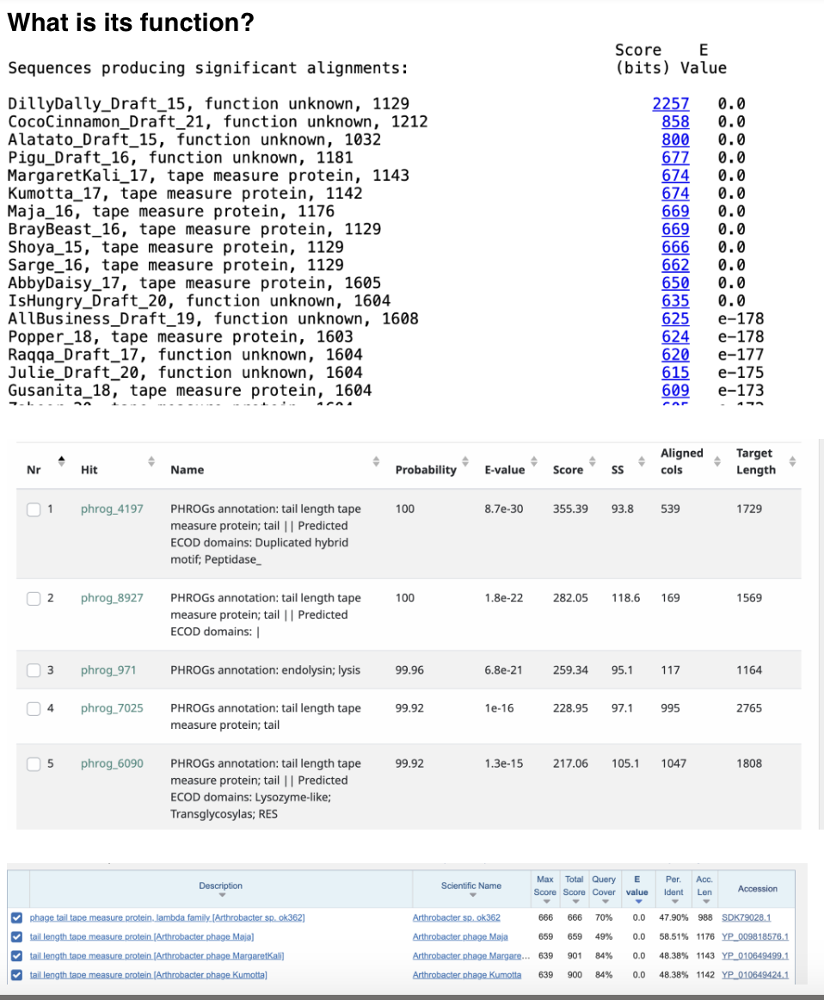 What is its function?
Score E
Sequences producing significant alignments: (bits) Value
DillyDally_Draft_15, function unknown, 1129 2257 0.0
CocoCinnamon_Draft_21, function unknown, 1212 858 0.0
Alatato_Draft_15, function unknown, 1032 800 0.0
Pigu_Draft_16, function unknown, 1181 677 0.0
MargaretKali_17, tape measure protein, 1143 674 0.0
Kumotta_17, tape measure protein, 1142 674 0.0
Maja_16, tape measure protein, 1176 669 0.0
BrayBeast_16, tape measure protein, 1129 669 0.0
Shoya_15, tape measure protein, 1129 666 0.0
Sarge_16, tape measure protein, 1129 662 0.0
AbbyDaisy_17, tape measure protein, 1605 650 0.0
IsHungry_Draft_20, function unknown, 1604 635 0.0
AllBusiness_Draft_19, function unknown, 1608 625 e-178
Popper_18, tape measure protein, 1603 624 e-178
Raqqa_Draft_17, function unknown, 1604 620 e-177
Julie_Draft_20, function unknown, 1604 615 e-175
Gusanita_18, tape measure protein, 1604 609 e-173
Nr Hit Name Probability E-value Score SS Aligned cols Target Length
1 phrog_4197 PHROGs annotation: tail length tape 100 8.7e-30 355.39 93.8 539 1729
measure protein; tail || Predicted
ECOD domains: Duplicated hybrid
motif; Peptidase_
2 phrog_8927 PHROGs annotation: tail length tape 100 1.8e-22 282.05 118.6 169 1569
measure protein; tail || Predicted
ECOD domains: |
3 phrog_971 PHROGs annotation: endolysin; lysis 99.96 6.8e-21 259.34 95.1 117 1164
4 phrog_7025 PHROGs annotation: tail length tape 99.92 1e-16 228.95 97.1 995 2765
measure protein; tail
5 phrog_6090 PHROGs annotation: tail length tape 99.92 1.3e-15 217.06 105.1 1047 1808
measure protein; tail || Predicted
ECOD domains: Lysozyme-like;
Transglycosylas; RES
Description Scientific Name Max Score Total Score Query Cover E value Per. Ident Acc. Len Accession
phage tail tape measure protein, lambda family [Arthrobacter sp. ok362] Arthrobacter sp. ok362 666 666 70% 0.0 47.90% 988 SDK79028.1
tail length tape measure protein [Arthrobacter phage Maja] Arthrobacter phage Maja 659 659 49% 0.0 58.51% 1176 YP_009818576.1
tail length tape measure protein [Arthrobacter phage MargaretKali] Arthrobacter phage Margare... 639 901 84% 0.0 48.38% 1143 YP_010649499.1
tail length tape measure protein [Arthrobacter phage Kumotta] Arthrobacter phage Kumotta 639 900 84% 0.0 48.38% 1142 YP_010649424.1